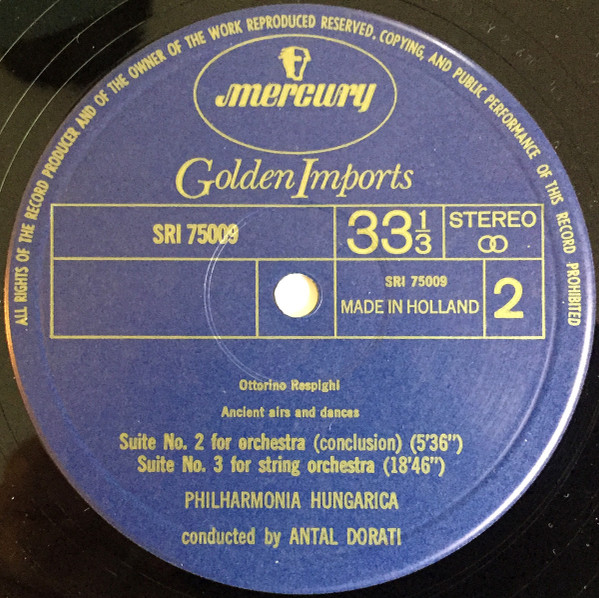 ALL RIGHTS OF THE RECORD PRODUCER AND OF THE OWNER OF THE WORK REPRODUCED RESERVED. COPYING, AND PUBLIC PERFORMANCE OF THIS RECORD PROHIBITED
mercury
Golden Imports
SRI 75009
33 1/3
STEREO
SRI 75009
MADE IN HOLLAND
2
Ottorino Respighi
Ancient airs and dances
Suite No. 2 for orchestra (conclusion) (5'36")
Suite No. 3 for string orchestra (18'46")
PHILHARMONIA HUNGARICA
conducted by ANTAL DORATI